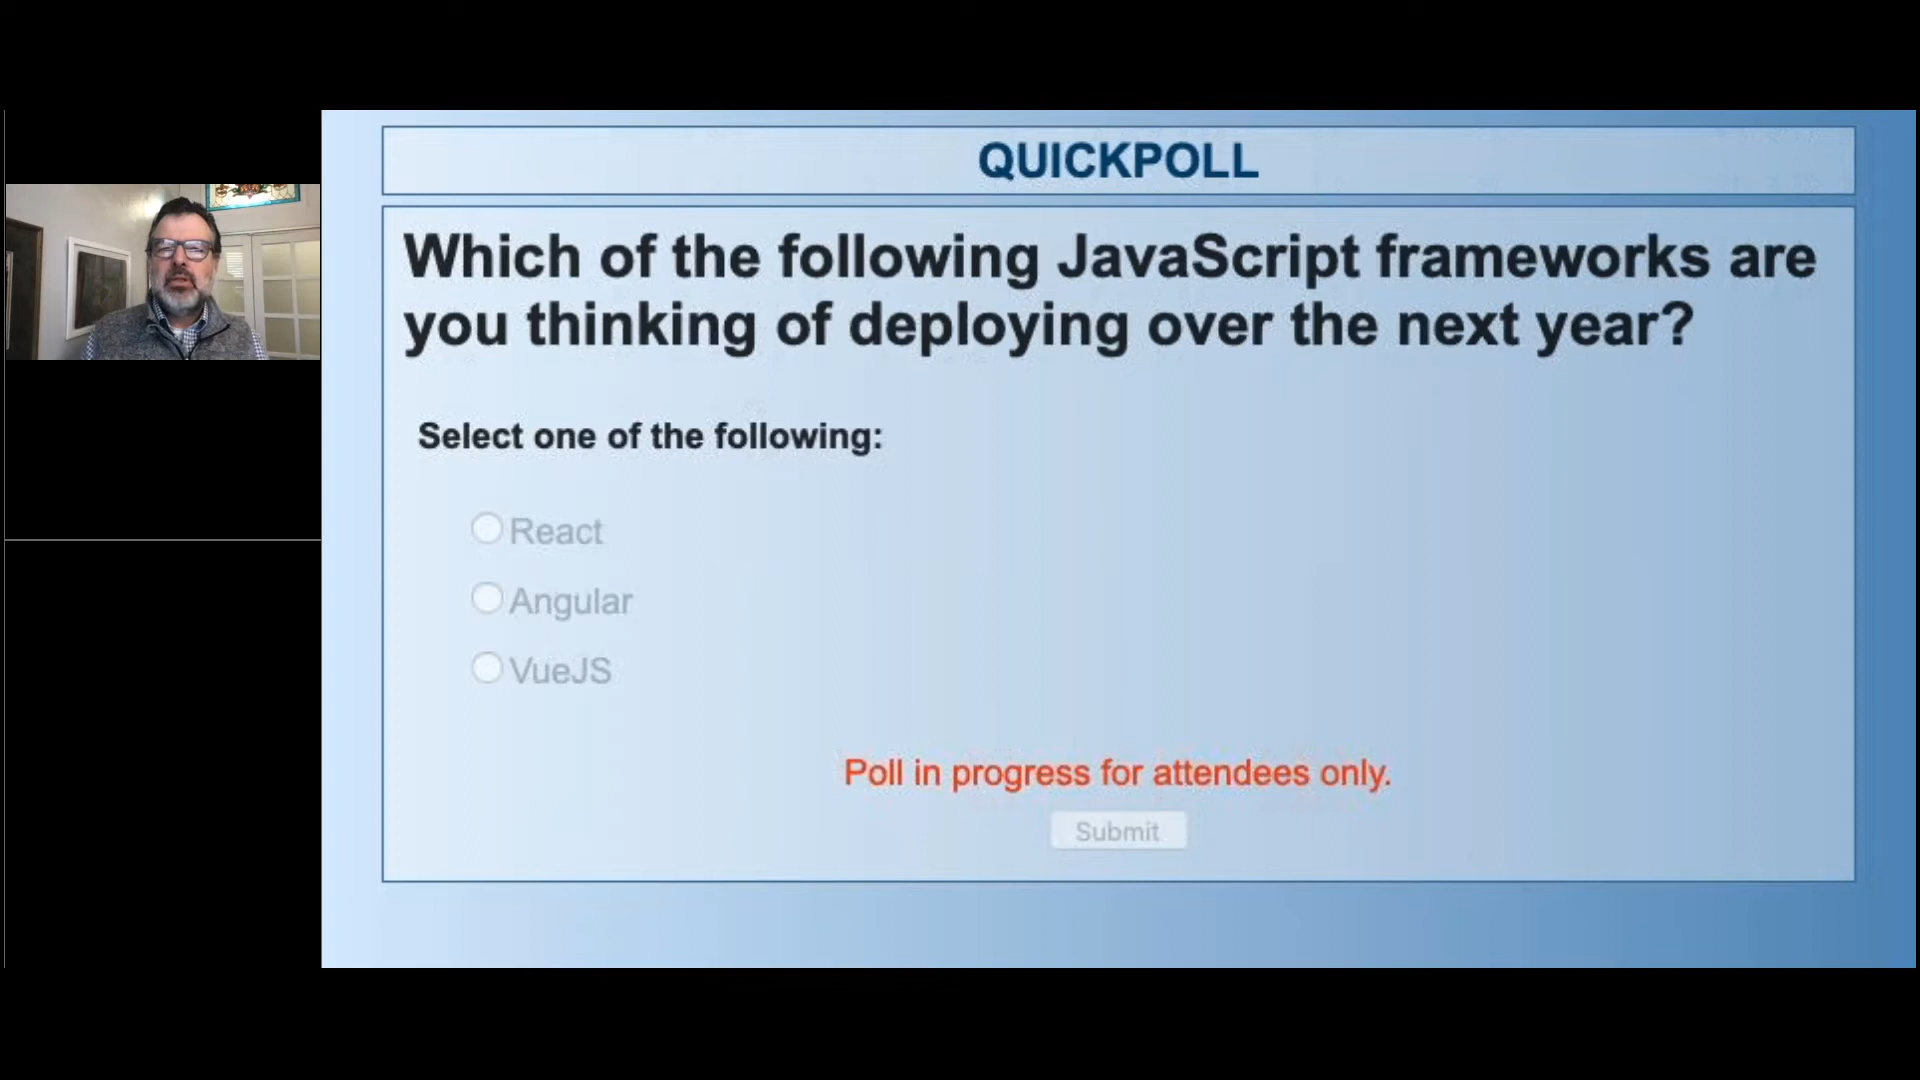 QUICKPOLL
Which of the following JavaScript frameworks are
you thinking of deploying over the next year?
Select one of the following:
React
Angular
VueJS
Poll in progress for attendees only.
Submit